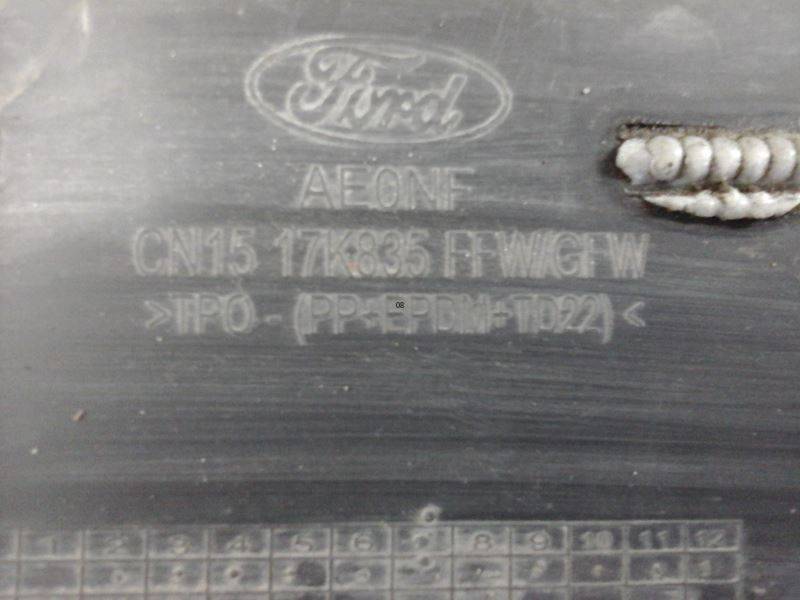 Ford
AE0NF
CN15 17K835 FFW/GFW
>TPO-(PP+EPDM+TD22)<
08
1 2 3 4 5 6 8 9 10 11 12